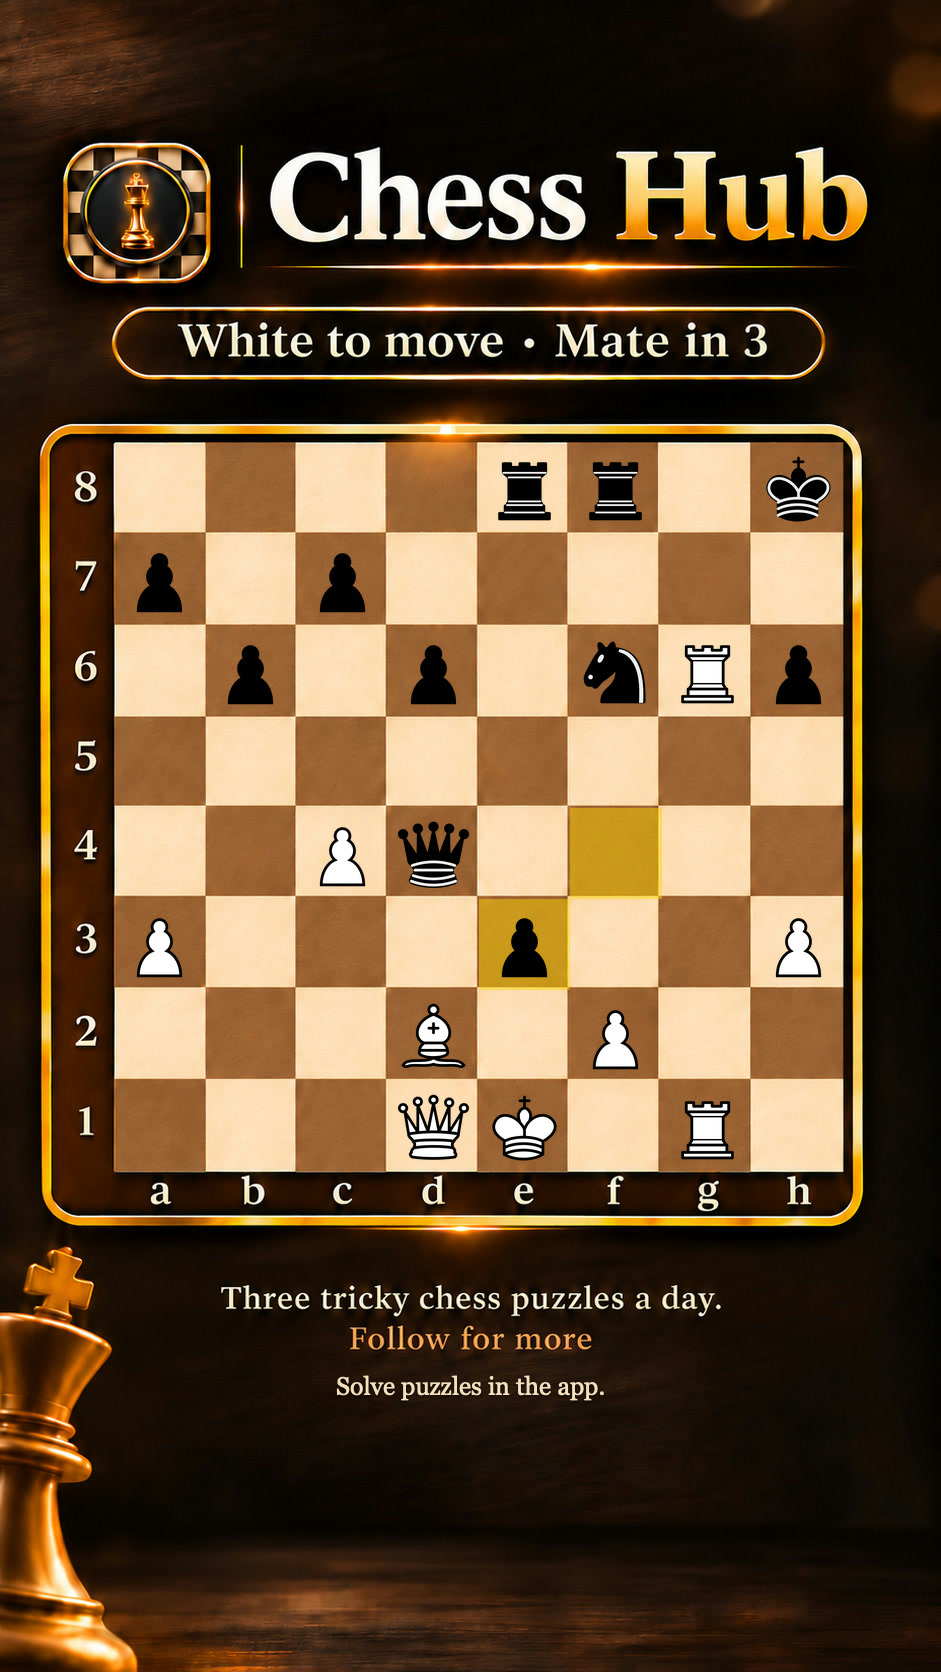 Chess Hub
White to move • Mate in 3
8
7
6
5
4
3
2
1
a b c d e f g h
Three tricky chess puzzles a day.
Follow for more
Solve puzzles in the app.